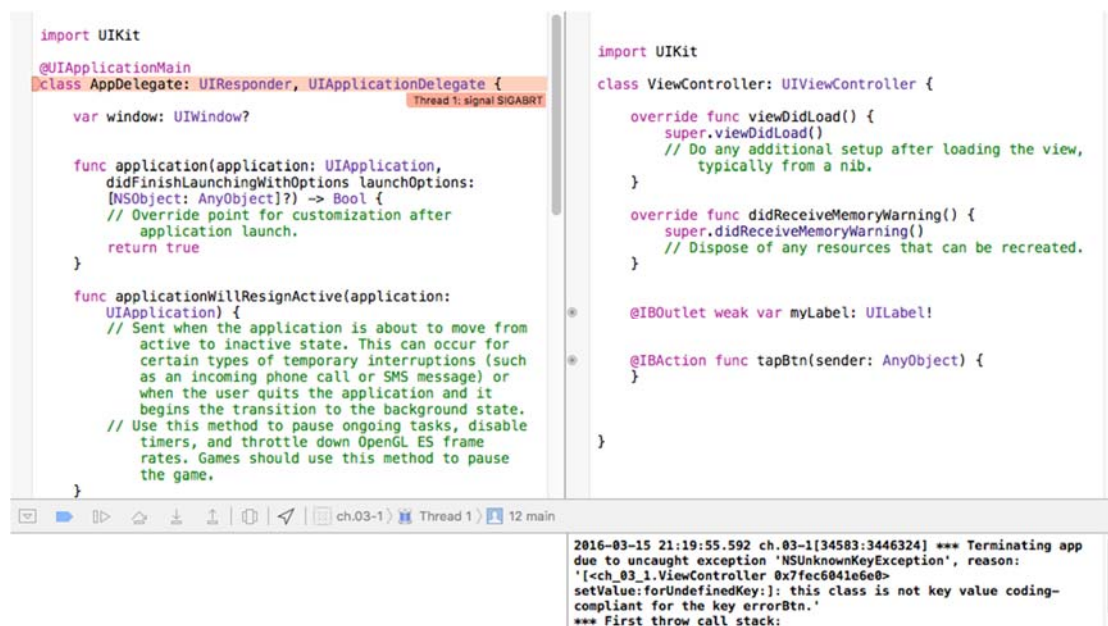 import UIKit
@UIApplicationMain
class AppDelegate: UIResponder, UIApplicationDelegate {
Thread 1: signal SIGABRT
var window: UIWindow?
func application(application: UIApplication,
didFinishLaunchingWithOptions launchOptions:
[NSObject: AnyObject]?) -> Bool {
// Override point for customization after
application launch.
return true
}
func applicationWillResignActive(application:
UIApplication) {
// Sent when the application is about to move from
active to inactive state. This can occur for
certain types of temporary interruptions (such
as an incoming phone call or SMS message) or
when the user quits the application and it
begins the transition to the background state.
// Use this method to pause ongoing tasks, disable
timers, and throttle down OpenGL ES frame
rates. Games should use this method to pause
the game.
}
import UIKit
class ViewController: UIViewController {
override func viewDidLoad() {
super.viewDidLoad()
// Do any additional setup after loading the view,
typically from a nib.
}
override func didReceiveMemoryWarning() {
super.didReceiveMemoryWarning()
// Dispose of any resources that can be recreated.
}
@IBOutlet weak var myLabel: UILabel!
@IBAction func tapBtn(sender: AnyObject) {
}
}
ch.03-1 〉 Thread 1 〉 12 main
2016-03-15 21:19:55.592 ch.03-1[34583:3446324] *** Terminating app
due to uncaught exception 'NSUnknownKeyException', reason:
'[<ch_03_1.ViewController 0x7fec6041e6e0>
setValue:forUndefinedKey:]: this class is not key value coding-
compliant for the key errorBtn.'
*** First throw call stack: